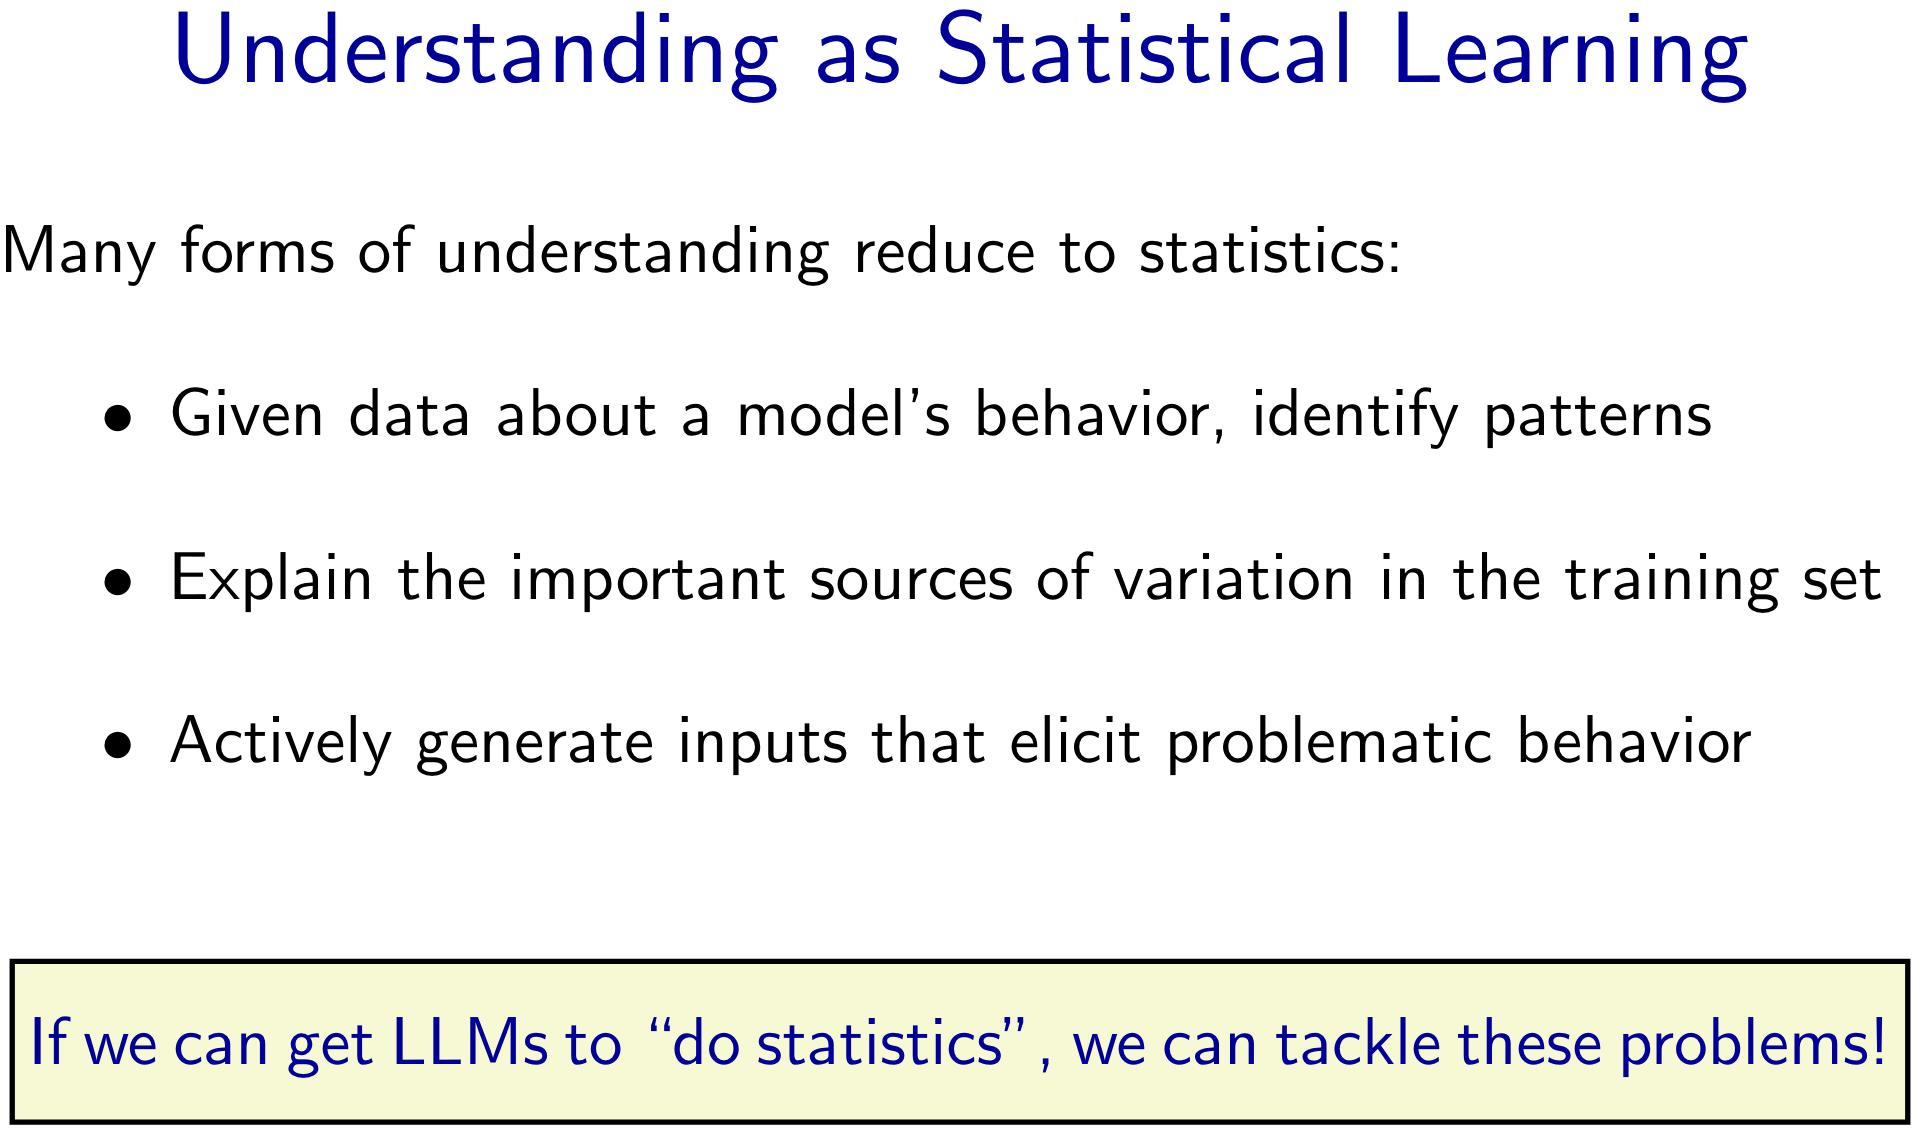 Understanding as Statistical Learning
Many forms of understanding reduce to statistics:
• Given data about a model’s behavior, identify patterns
• Explain the important sources of variation in the training set
• Actively generate inputs that elicit problematic behavior
If we can get LLMs to “do statistics”, we can tackle these problems!